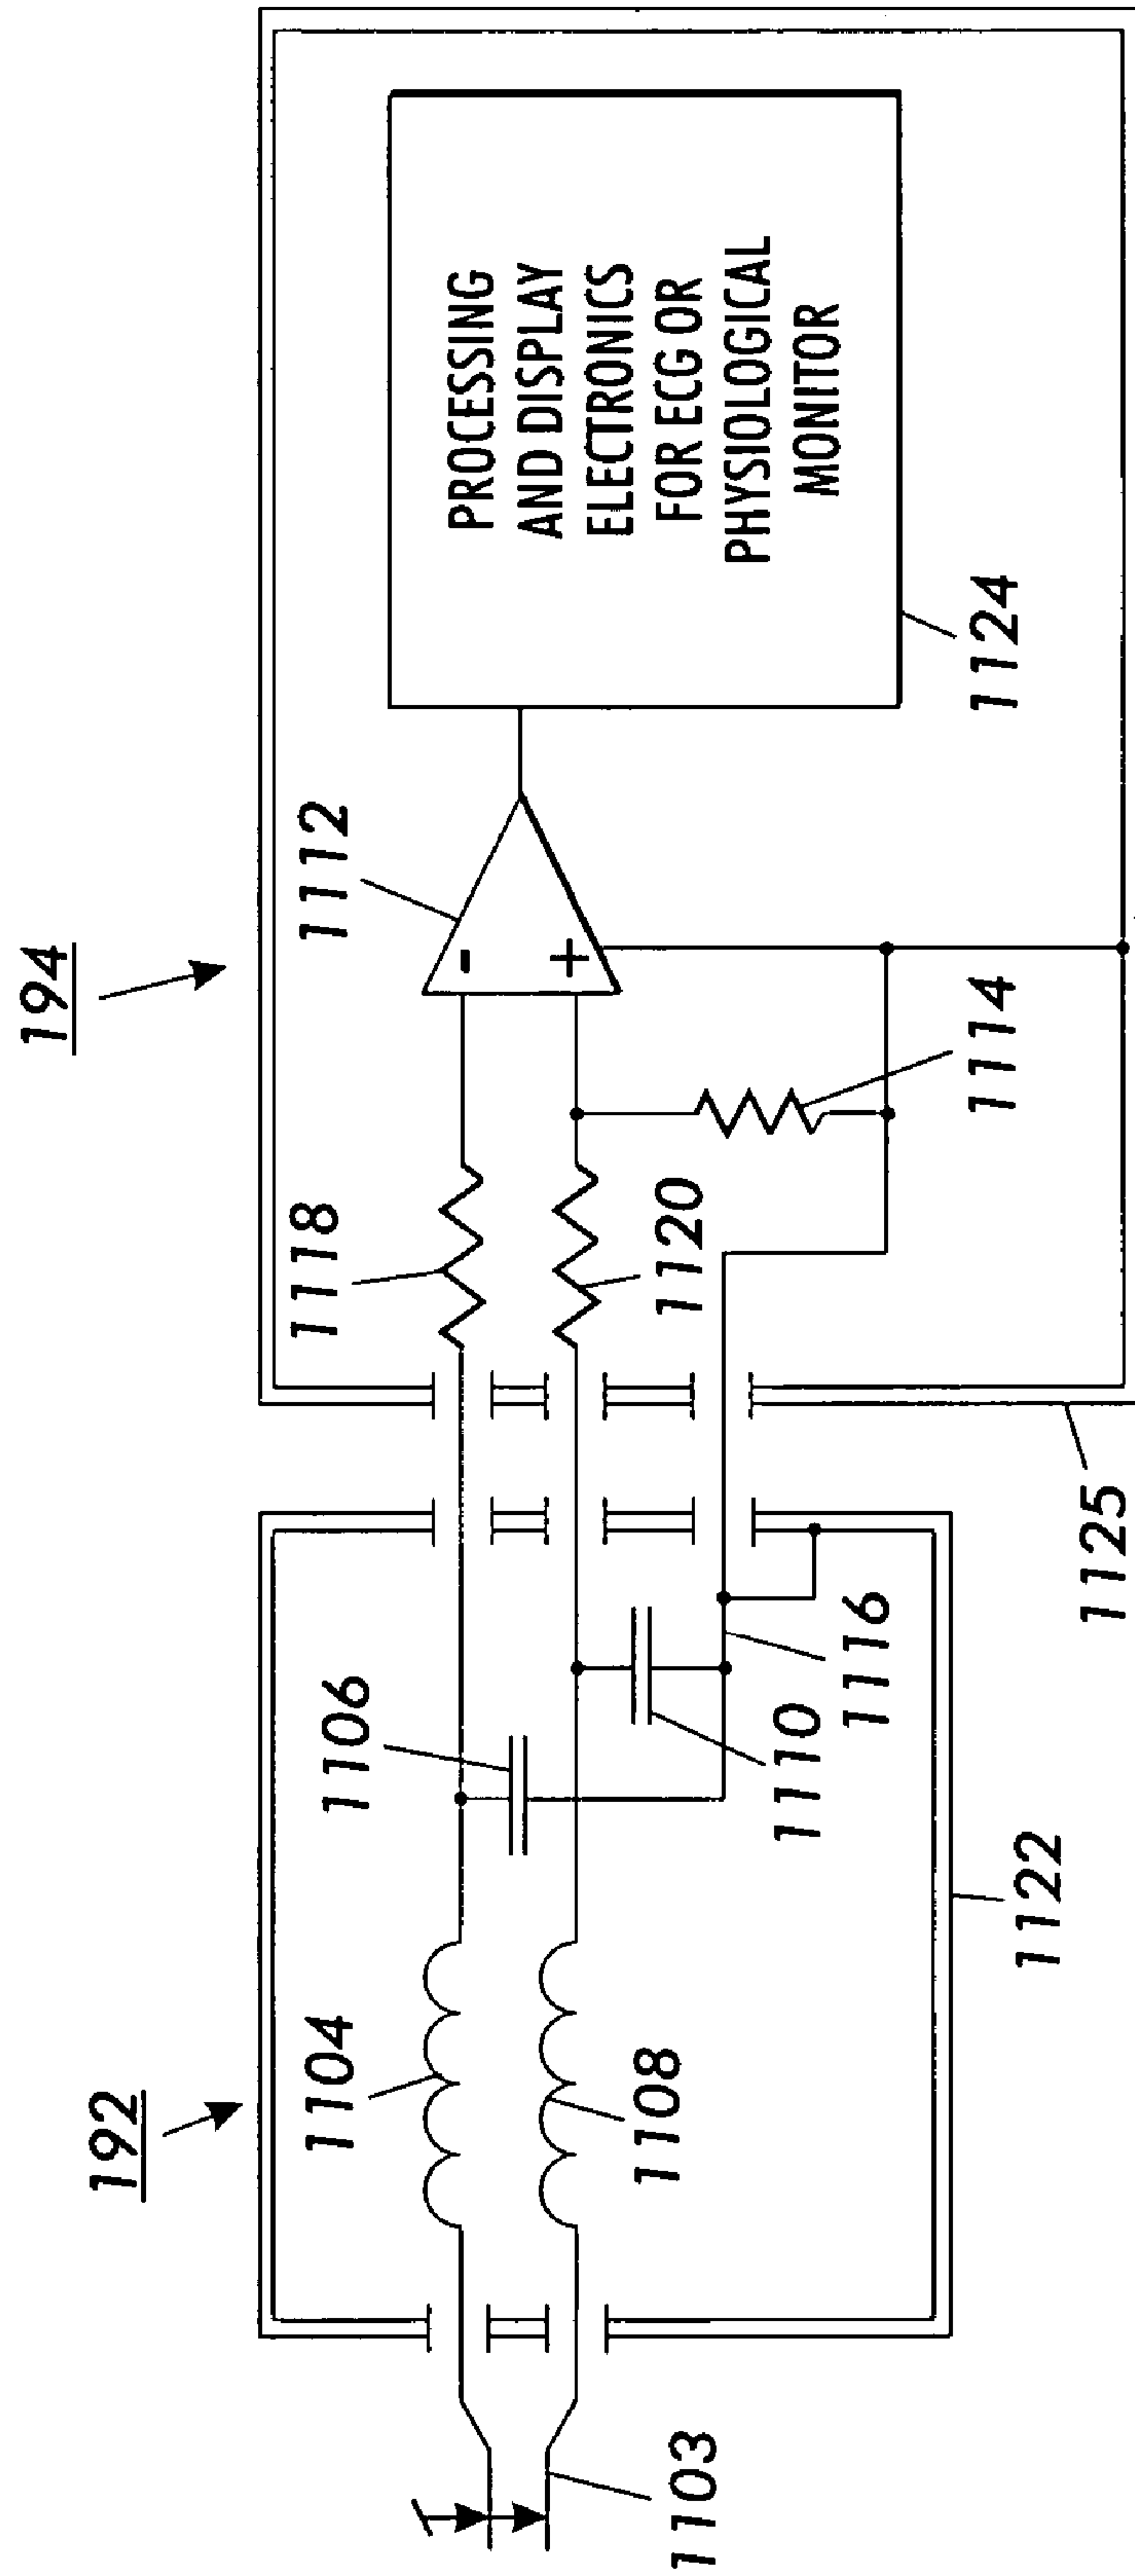 192
194
1104
1106
1118
1112
PROCESSING
AND DISPLAY
ELECTRONICS
FOR ECG OR
PHYSIOLOGICAL
MONITOR
-
+
1103
1108
1110
1116
1120
1114
1124
1122
1125